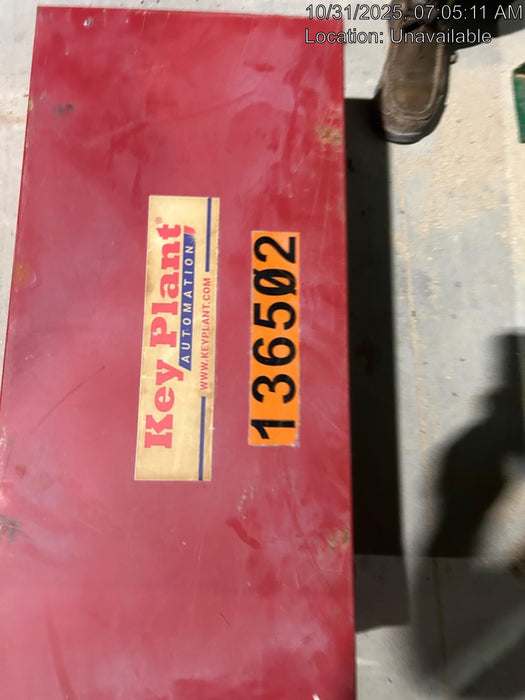 10/31/2025, 07:05:11 AM
Location: Unavailable
Key Plant®
AUTOMATION
WWW.KEYPLANT.COM
136502